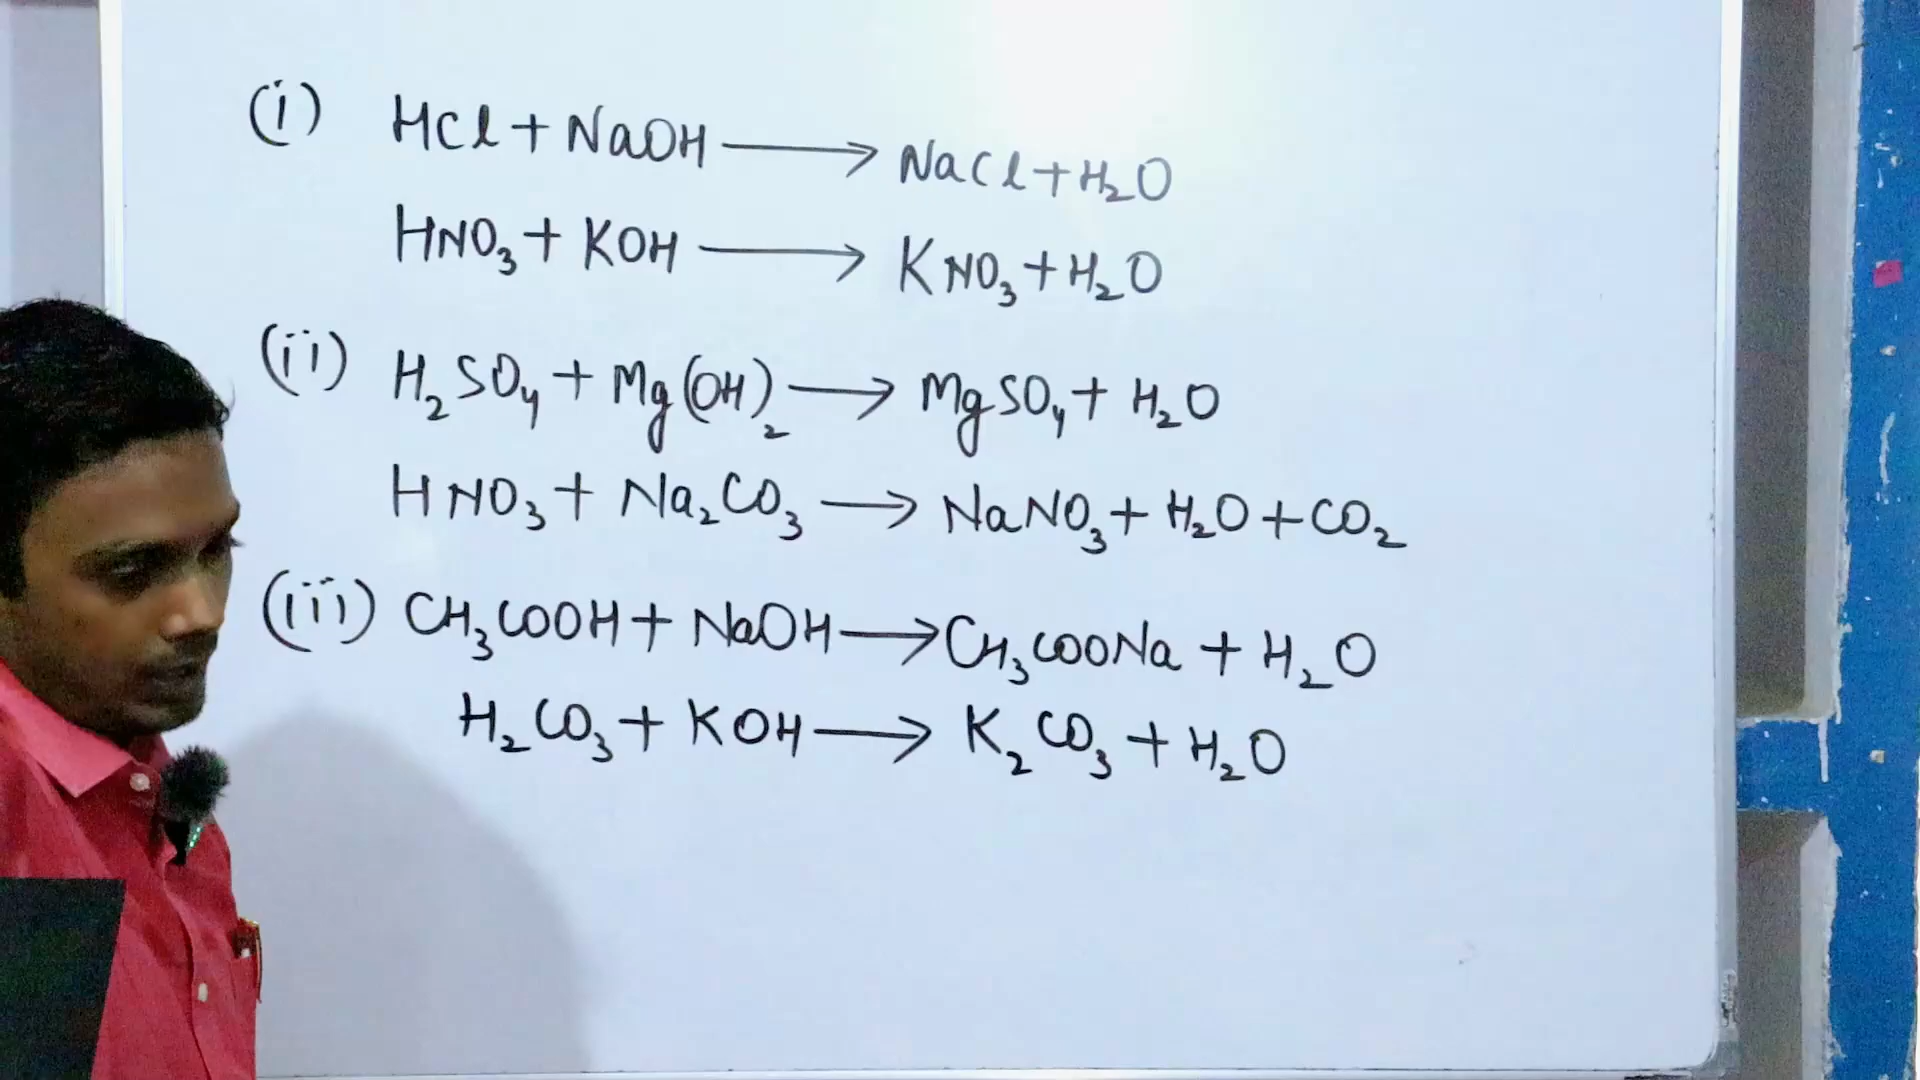 (i) HCl + NaOH ⟶ NaCl + H₂O
HNO₃ + KOH ⟶ KNO₃ + H₂O
(ii) H₂SO₄ + Mg(OH)₂ ⟶ MgSO₄ + H₂O
HNO₃ + Na₂CO₃ ⟶ NaNO₃ + H₂O + CO₂
(iii) CH₃COOH + NaOH ⟶ CH₃COONa + H₂O
H₂CO₃ + KOH ⟶ K₂CO₃ + H₂O